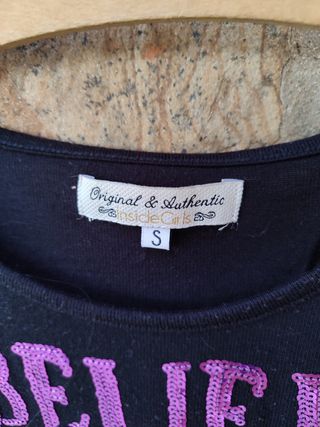 Original & Authentic
InsideGirls
S
BELIE